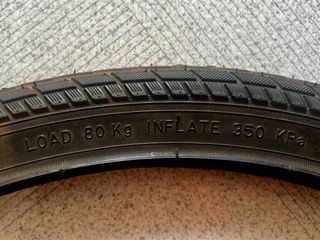 LOAD 80 Kg INFLATE 350 KPa